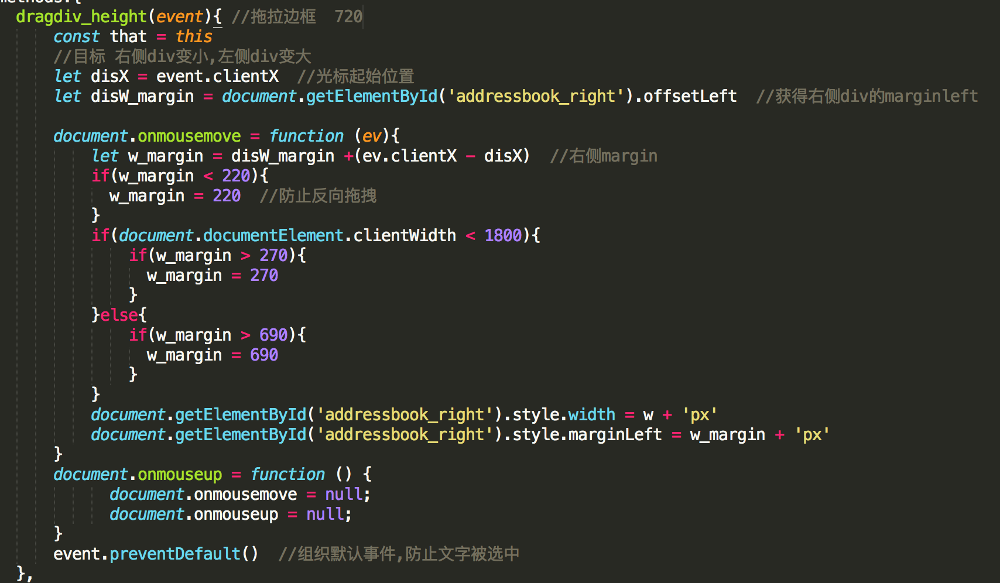 methods:{
dragdiv_height(event){ //拖拉边框  720
    const that = this
    //目标 右侧div变小,左侧div变大
    let disX = event.clientX  //光标起始位置
    let disW_margin = document.getElementById('addressbook_right').offsetLeft  //获得右侧div的marginleft
    document.onmousemove = function (ev){
        let w_margin = disW_margin +(ev.clientX - disX)  //右侧margin
        if(w_margin < 220){
          w_margin = 220  //防止反向拖拽
        }
        if(document.documentElement.clientWidth < 1800){
            if(w_margin > 270){
              w_margin = 270
            }
        }else{
            if(w_margin > 690){
              w_margin = 690
            }
        }
        document.getElementById('addressbook_right').style.width = w + 'px'
        document.getElementById('addressbook_right').style.marginLeft = w_margin + 'px'
    }
    document.onmouseup = function () {
          document.onmousemove = null;
          document.onmouseup = null;
    }
    event.preventDefault()  //组织默认事件,防止文字被选中
},